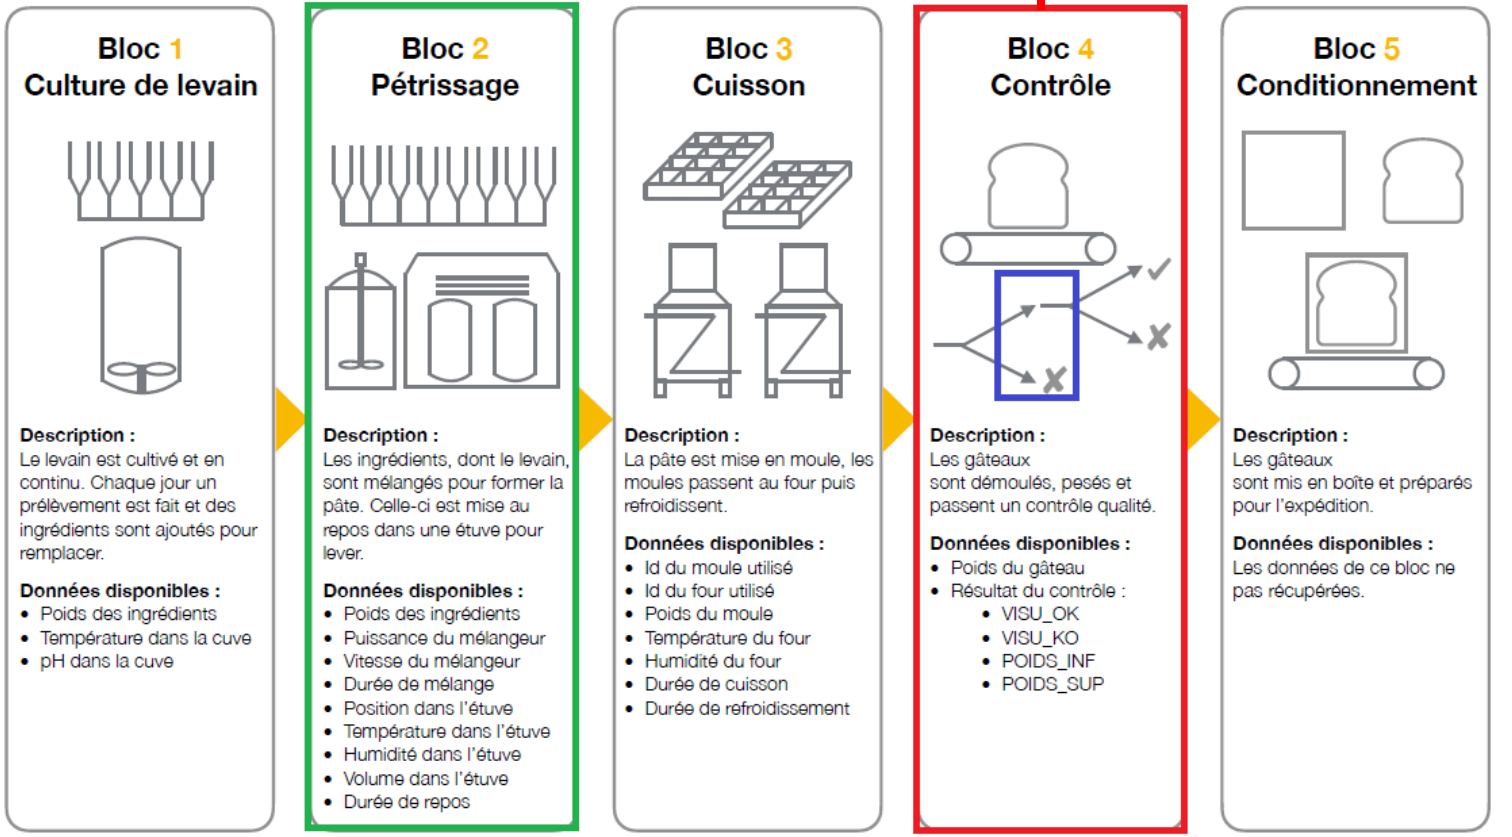 Bloc 1
Culture de levain
Description :
Le levain est cultivé et en
continu. Chaque jour un
prélèvement est fait et des
ingrédients sont ajoutés pour
remplacer.
Données disponibles :
• Poids des ingrédients
• Température dans la cuve
• pH dans la cuve
Bloc 2
Pétrissage
Description :
Les ingrédients, dont le levain,
sont mélangés pour former la
pâte. Celle-ci est mise au
repos dans une étuve pour
lever.
Données disponibles :
• Poids des ingrédients
• Puissance du mélangeur
• Vitesse du mélangeur
• Durée de mélange
• Position dans l'étuve
• Température dans l'étuve
• Humidité dans l'étuve
• Volume dans l'étuve
• Durée de repos
Bloc 3
Cuisson
Description :
La pâte est mise en moule, les
moules passent au four puis
refroidissent.
Données disponibles :
• Id du moule utilisé
• Id du four utilisé
• Poids du moule
• Température du four
• Humidité du four
• Durée de cuisson
• Durée de refroidissement
Bloc 4
Contrôle
Description :
Les gâteaux
sont démoulés, pesés et
passent un contrôle qualité.
Données disponibles :
• Poids du gâteau
• Résultat du contrôle :
• VISU_OK
• VISU_KO
• POIDS_INF
• POIDS_SUP
Bloc 5
Conditionnement
Description :
Les gâteaux
sont mis en boîte et préparés
pour l'expédition.
Données disponibles :
Les données de ce bloc ne
pas récupérées.